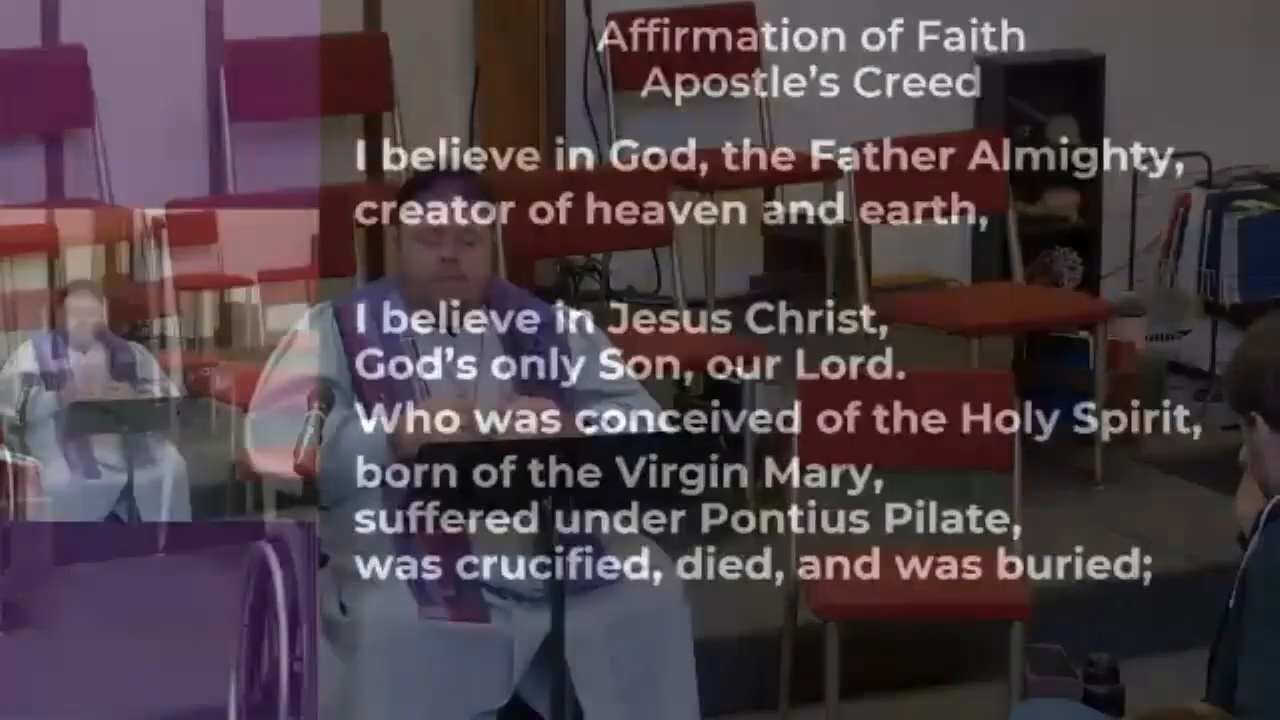 Affirmation of Faith
Apostle's Creed
I believe in God, the Father Almighty,
creator of heaven and earth,
I believe in Jesus Christ,
God's only Son, our Lord.
Who was conceived of the Holy Spirit,
born of the Virgin Mary,
suffered under Pontius Pilate,
was crucified, died, and was buried;